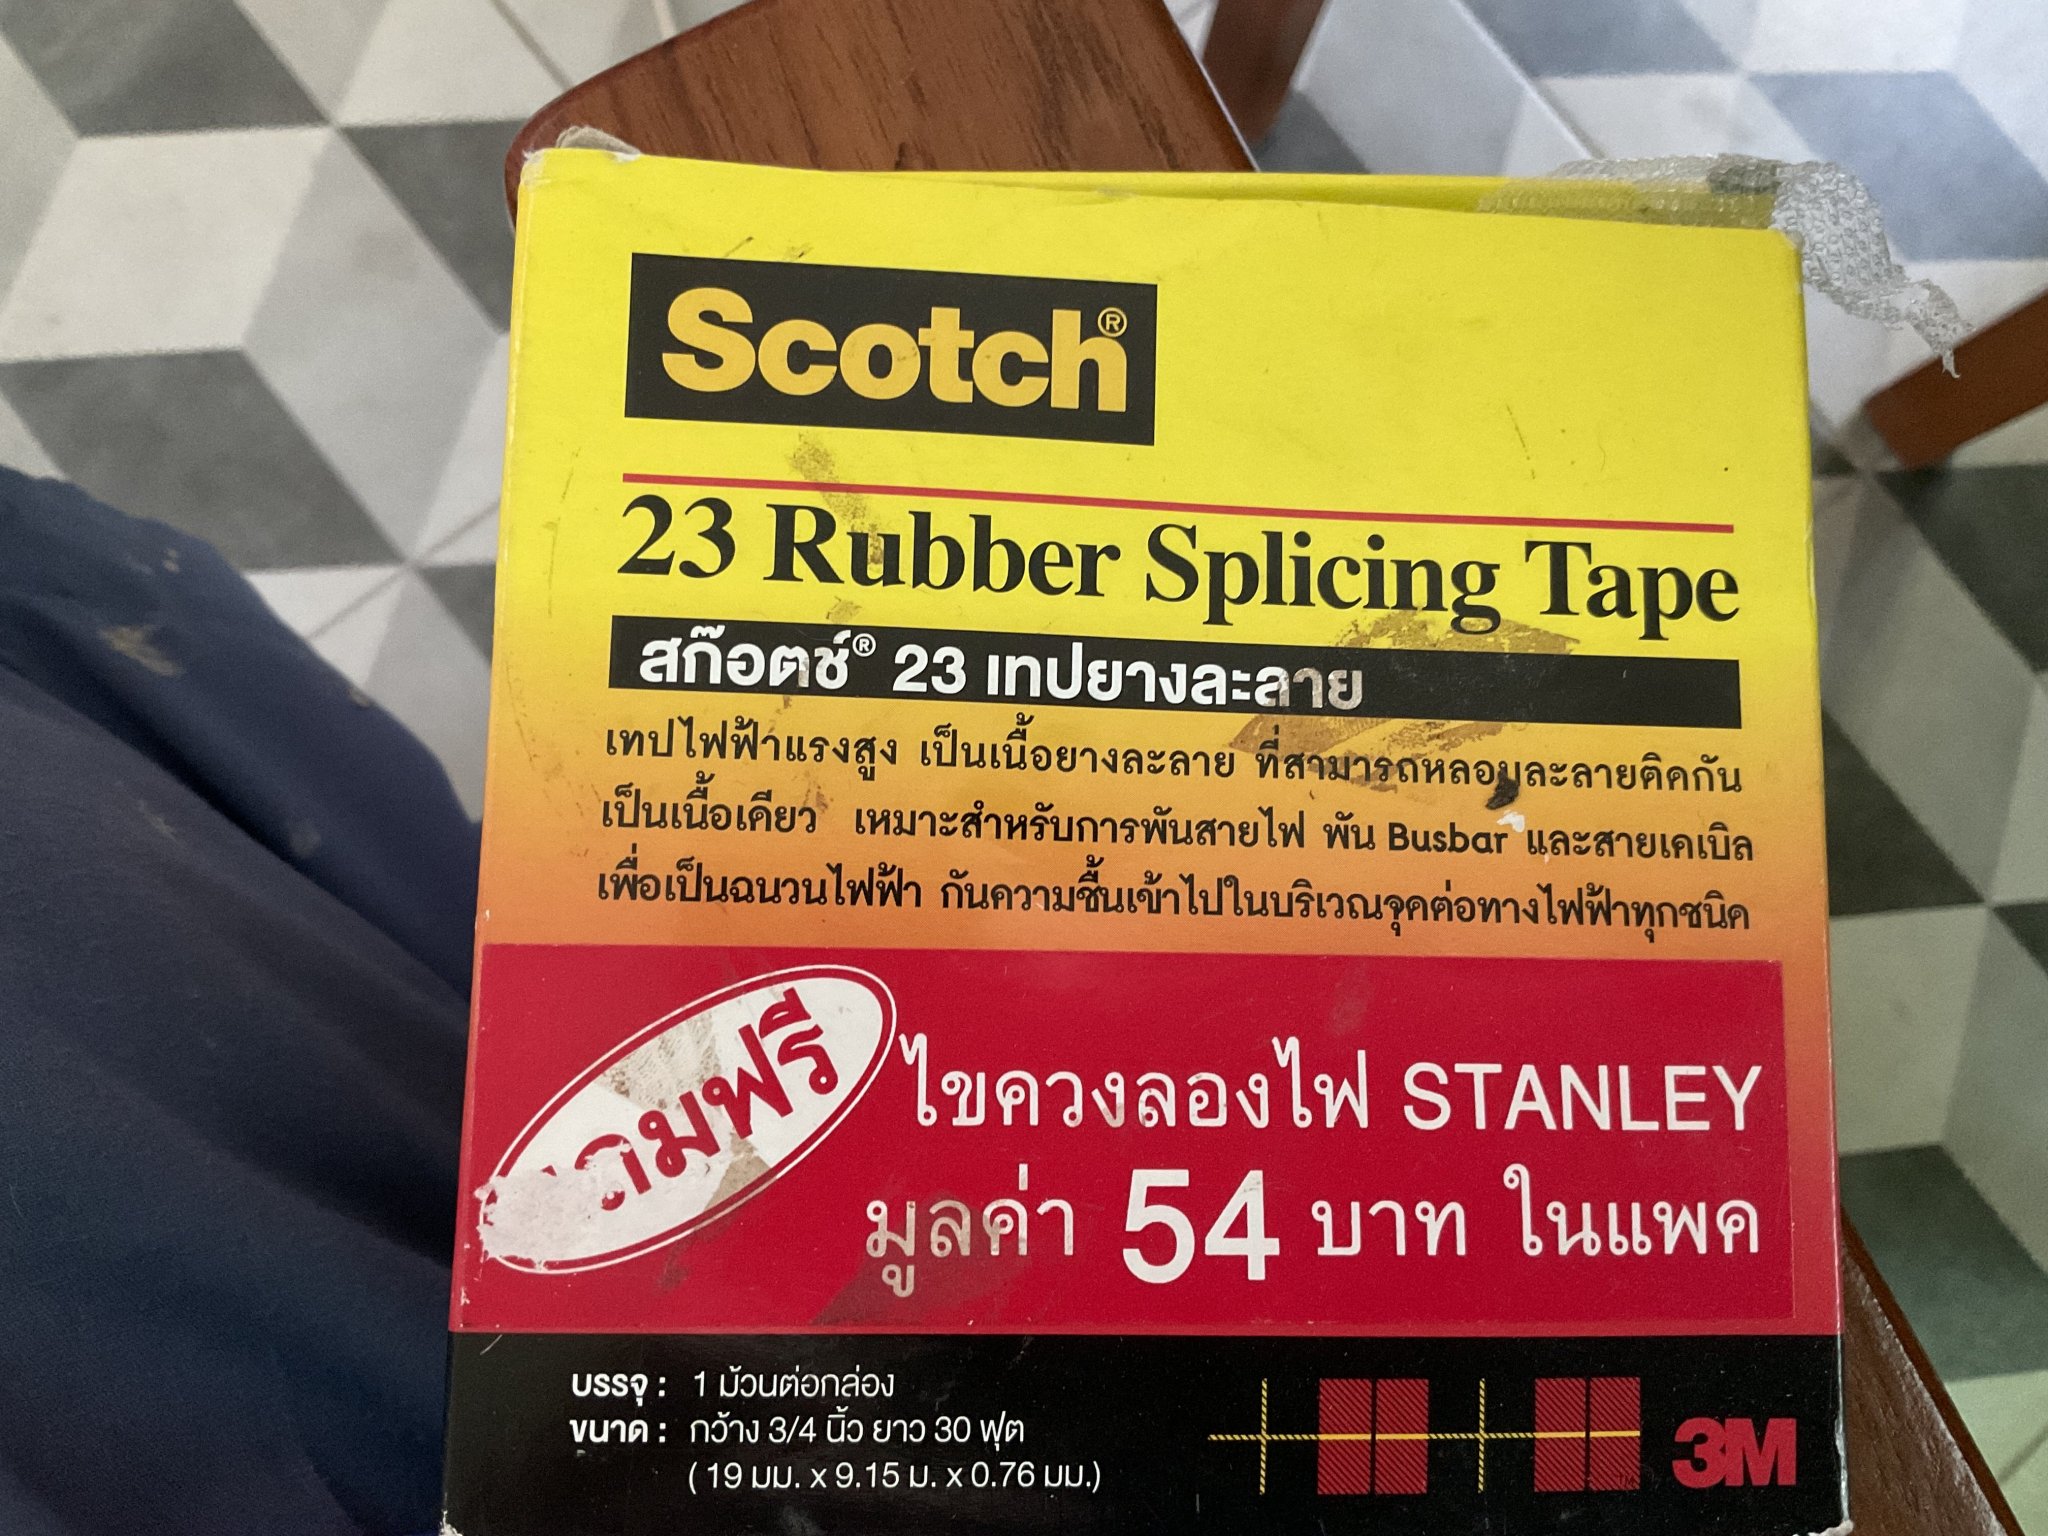 Scotch®
23 Rubber Splicing Tape
สก๊อตช์® 23 เทปยางละลาย
เทปไฟฟ้าแรงสูง เป็นเนื้อยางละลาย ที่สามารถหลอมละลายติดกัน
เป็นเนื้อเดียว เหมาะสำหรับการพันสายไฟ พัน Busbar และสายเคเบิล
เพื่อเป็นฉนวนไฟฟ้า กันความชื้นเข้าไปในบริเวณจุดต่อทางไฟฟ้าทุกชนิด
ไขควงลองไฟ STANLEY
มูลค่า 54 บาท ในแพค
บรรจุ : 1 ม้วนต่อกล่อง
ขนาด : กว้าง 3/4 นิ้ว ยาว 30 ฟุต
( 19 มม. x 9.15 ม. x 0.76 มม.)
3M